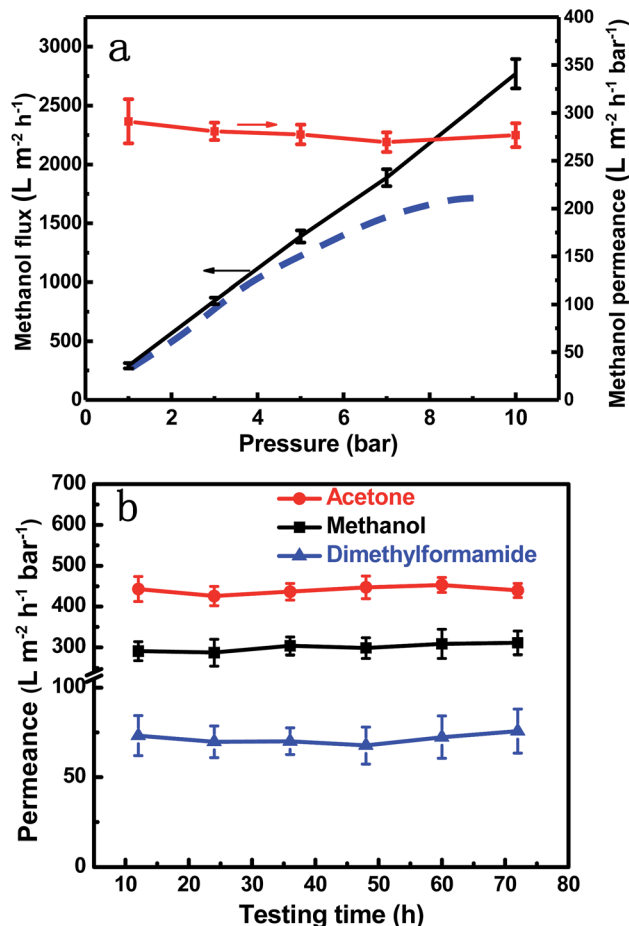 a
Methanol flux (L m⁻² h⁻¹)
3000
2500
2000
1500
1000
500
0
400
350
300
250
200
150
100
50
0
Methanol permeance (L m⁻² h⁻¹ bar⁻¹)
0 2 4 6 8 10
Pressure (bar)
b
Acetone
Methanol
Dimethylformamide
Permeance (L m⁻² h⁻¹ bar⁻¹)
700
600
500
400
300
100
50
0
10 20 30 40 50 60 70 80
Testing time (h)